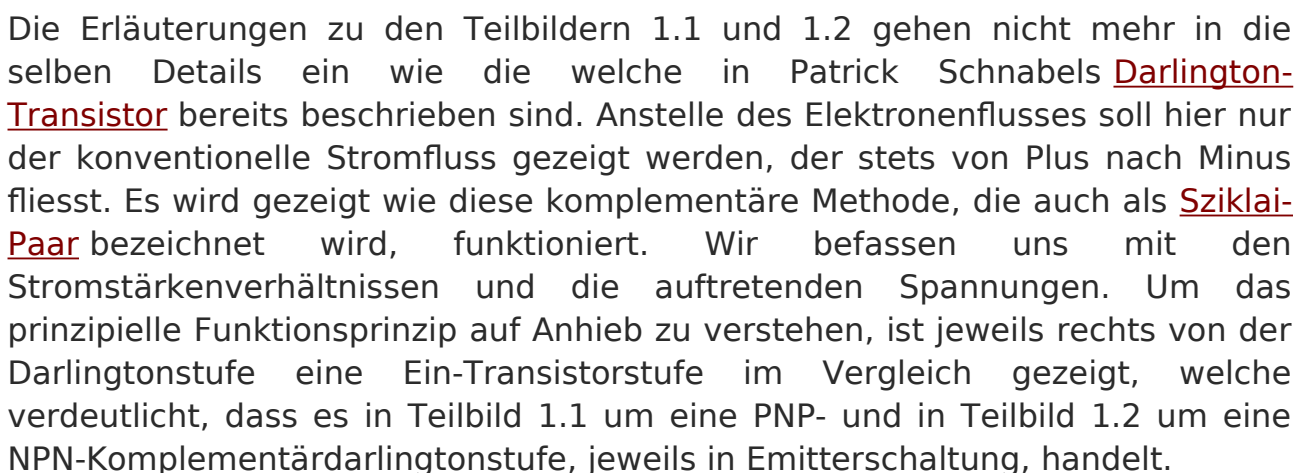 Die Erläuterungen zu den Teilbildern 1.1 und 1.2 gehen nicht mehr in die
selben Details ein wie die welche in Patrick Schnabels Darlington-
Transistor bereits beschrieben sind. Anstelle des Elektronenflusses soll hier nur
der konventionelle Stromfluss gezeigt werden, der stets von Plus nach Minus
fliesst. Es wird gezeigt wie diese komplementäre Methode, die auch als Sziklai-
Paar bezeichnet wird, funktioniert. Wir befassen uns mit den
Stromstärkenverhältnissen und die auftretenden Spannungen. Um das
prinzipielle Funktionsprinzip auf Anhieb zu verstehen, ist jeweils rechts von der
Darlingtonstufe eine Ein-Transistorstufe im Vergleich gezeigt, welche
verdeutlicht, dass es in Teilbild 1.1 um eine PNP- und in Teilbild 1.2 um eine
NPN-Komplementärdarlingtonstufe, jeweils in Emitterschaltung, handelt.